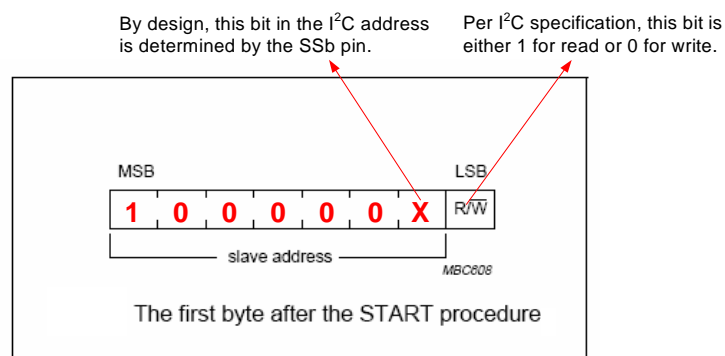 By design, this bit in the I²C address
is determined by the SSb pin.
Per I²C specification, this bit is
either 1 for read or 0 for write.
MSB LSB
1 0 0 0 0 0 X R/W̅
slave address
MBC608
The first byte after the START procedure